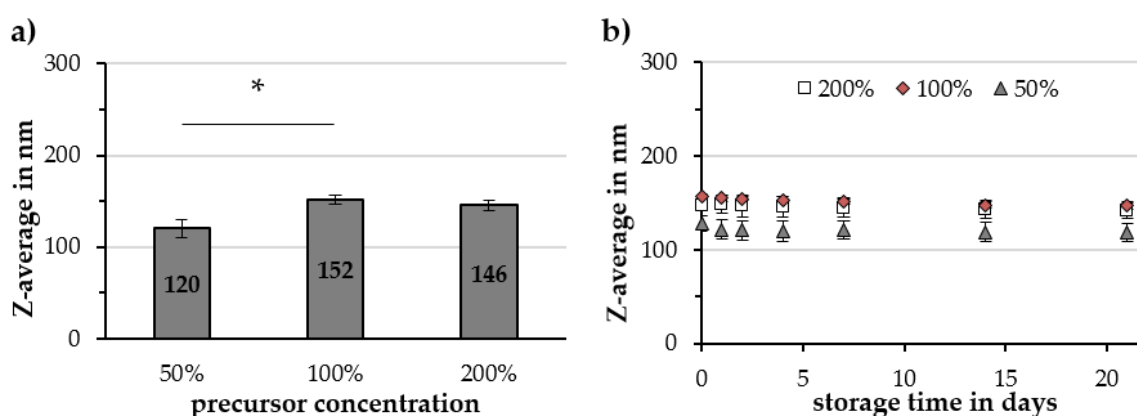 a)
300
200
100
0
Z-average in nm
*
120
152
146
50%
100%
200%
precursor concentration
b)
300
200
100
0
Z-average in nm
200% 100% 50%
0 5 10 15 20
storage time in days